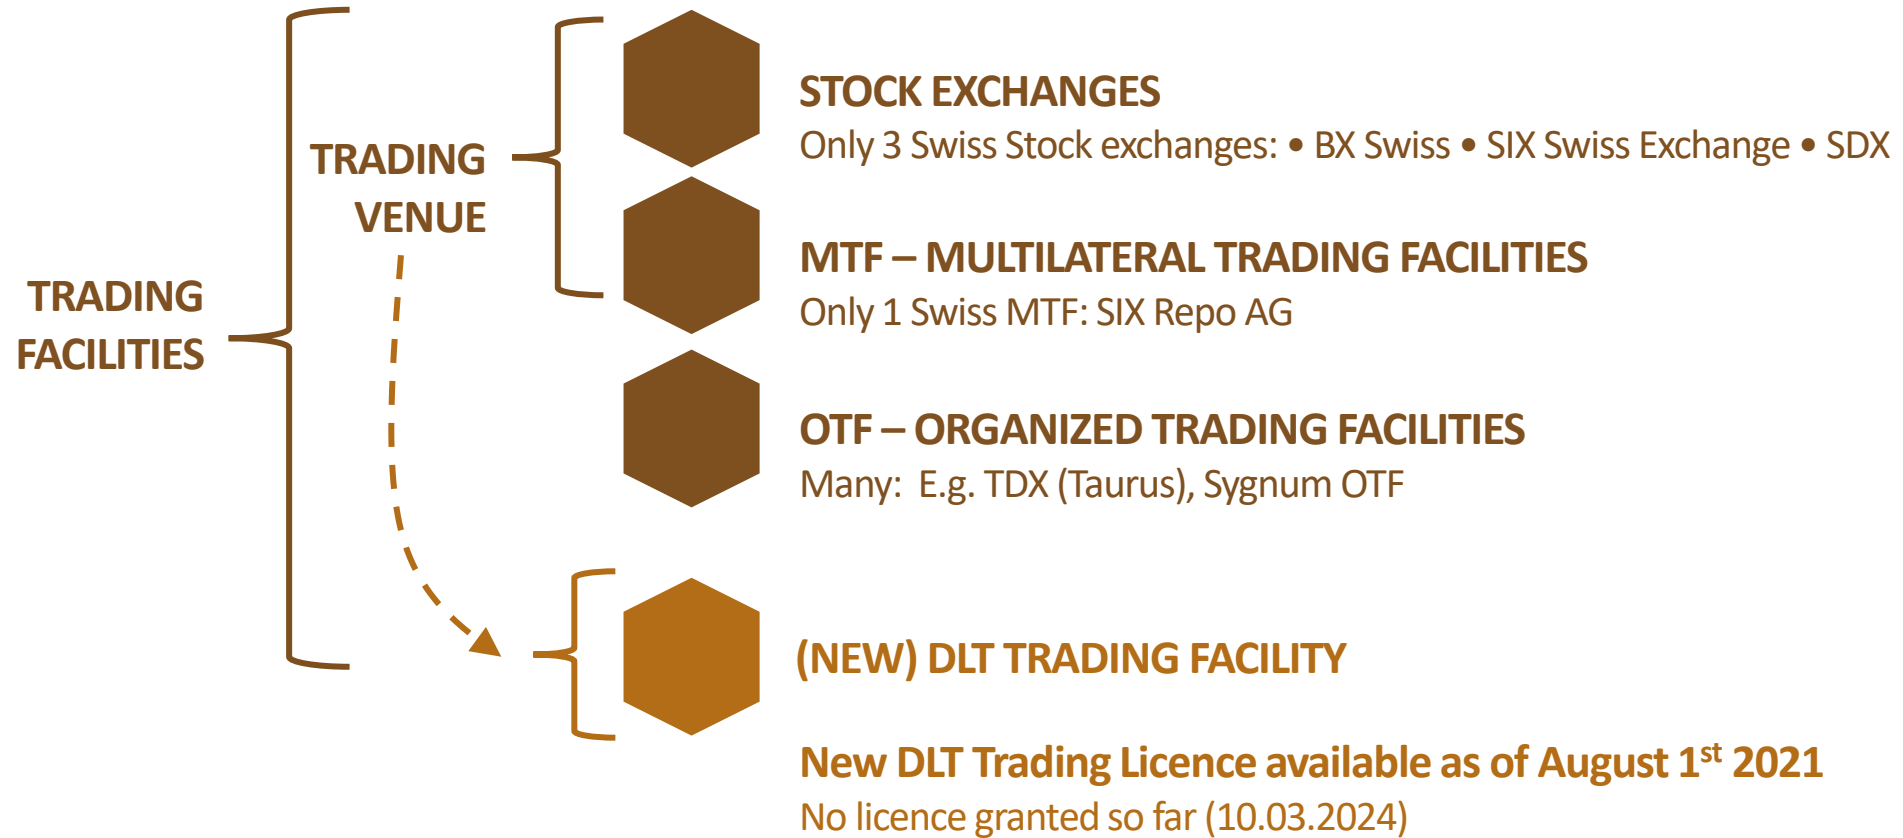 TRADING
FACILITIES
TRADING
VENUE
STOCK EXCHANGES
Only 3 Swiss Stock exchanges: • BX Swiss • SIX Swiss Exchange • SDX
MTF – MULTILATERAL TRADING FACILITIES
Only 1 Swiss MTF: SIX Repo AG
OTF – ORGANIZED TRADING FACILITIES
Many: E.g. TDX (Taurus), Sygnum OTF
(NEW) DLT TRADING FACILITY
New DLT Trading Licence available as of August 1st 2021
No licence granted so far (10.03.2024)